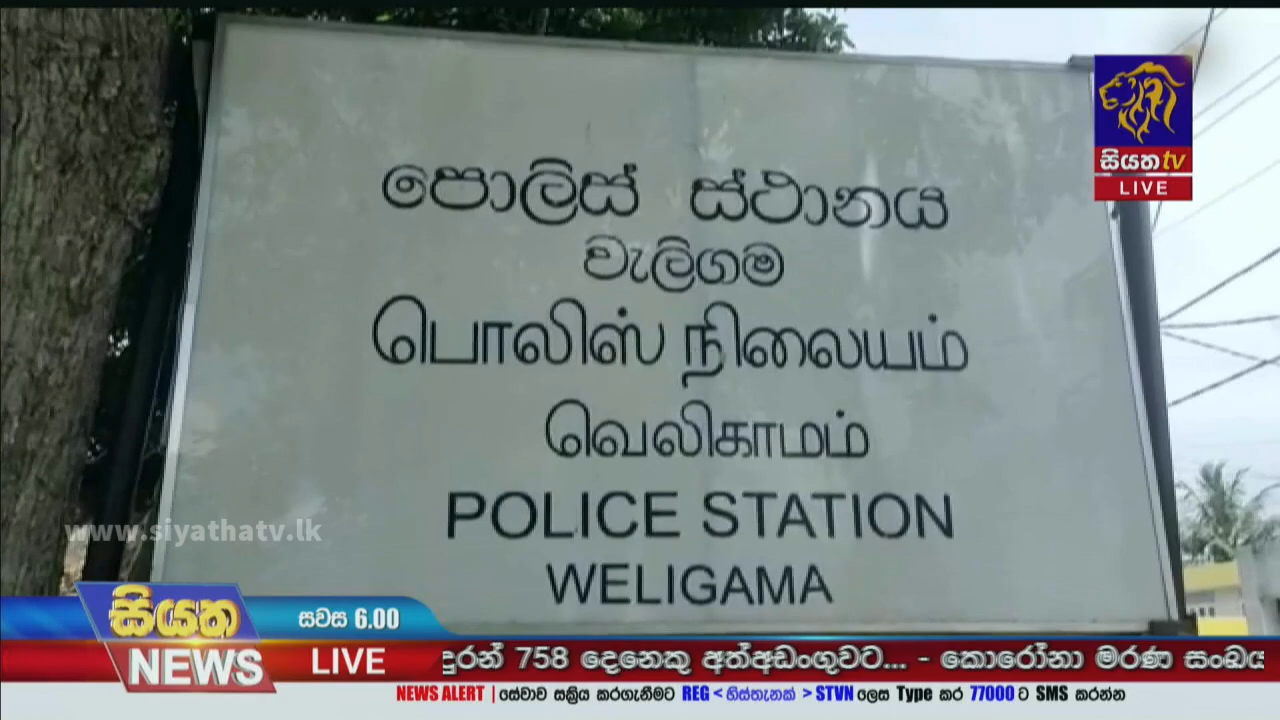 සියත tv
LIVE
පොලිස් ස්ථානය
වැලිගම
பொலிஸ் நிலையம்
வெலிகாமம்
POLICE STATION
WELIGAMA
www.siyathatv.lk
සියත
NEWS
සවස 6.00
LIVE
දුරන් 758 දෙනෙකු අත්අඩංගුවට... - කොරෝනා මරණ සංඛය
NEWS ALERT | සේවාව සක්‍රිය කරගැනීමට REG < හිස්තැනක් > STVN ලෙස Type කර 77000 ට SMS කරන්න